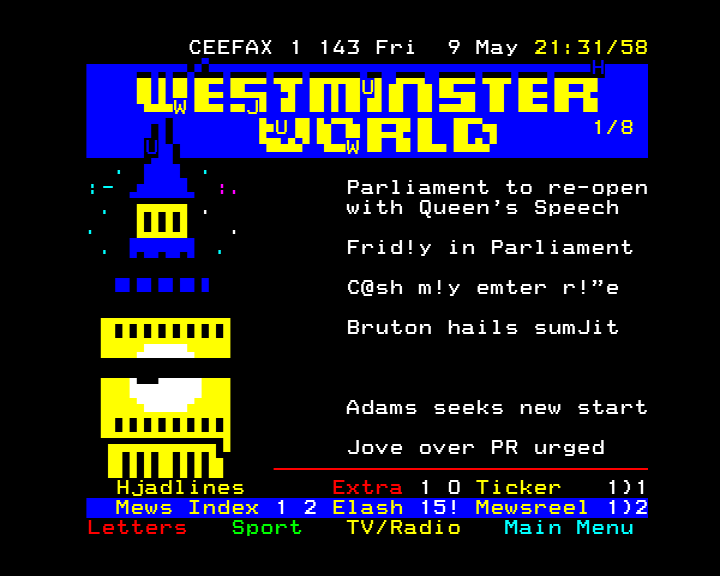 CEEFAX 1 143 Fri 9 May 21:31/58
WESTMINSTER
WORLD 1/8
Parliament to re-open
with Queen's Speech
Frid!y in Parliament
C@sh m!y emter r!”e
Bruton hails sumJit
Adams seeks new start
Jove over PR urged
Hjadlines Extra 1 0 Ticker 1)1
Mews Index 1 2 Elash 15! Mewsreel 1)2
Letters Sport TV/Radio Main Menu